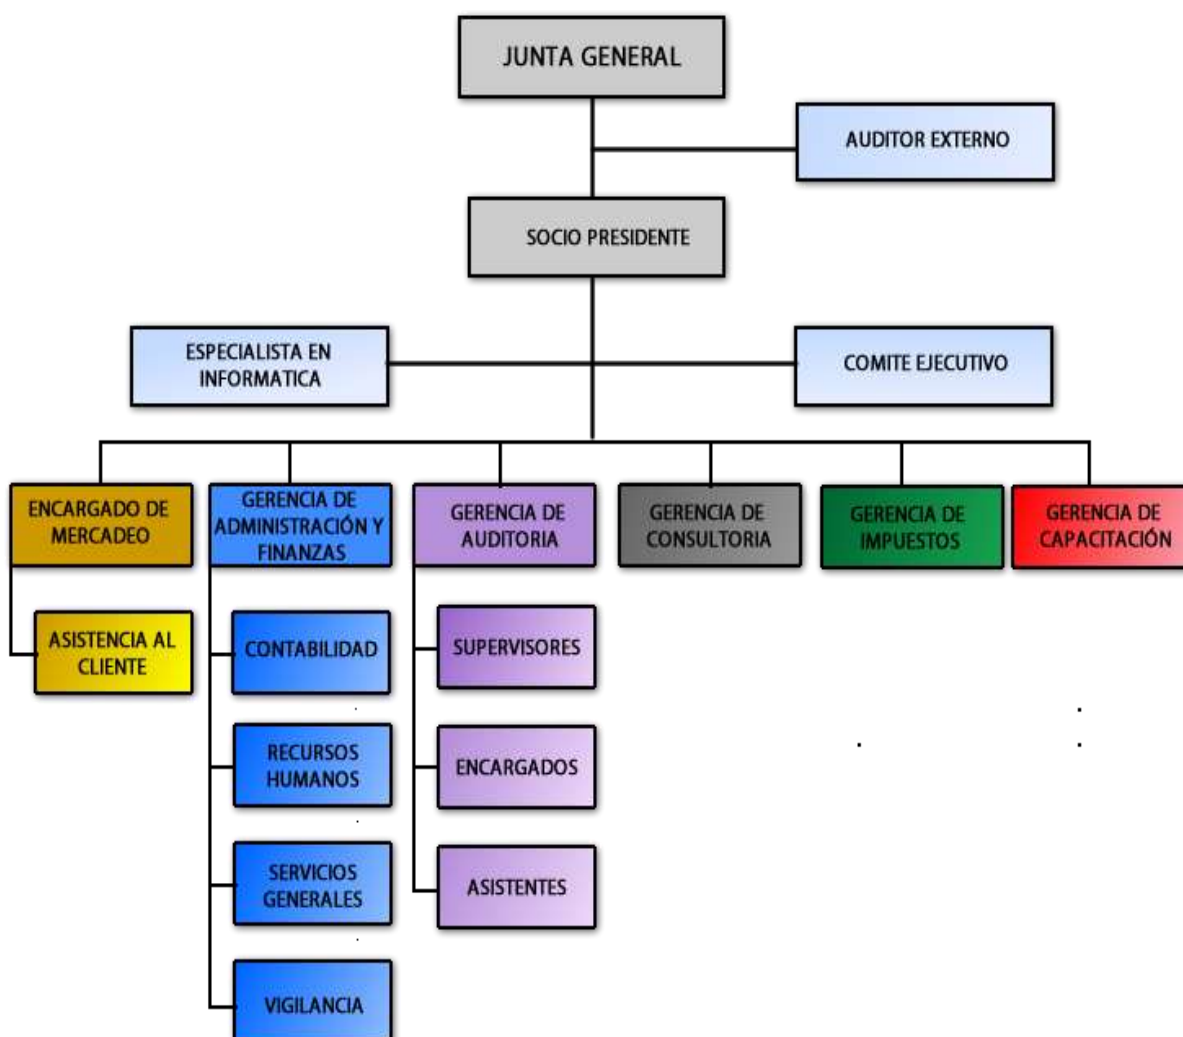 JUNTA GENERAL
AUDITOR EXTERNO
SOCIO PRESIDENTE
ESPECIALISTA EN
INFORMATICA
COMITE EJECUTIVO
ENCARGADO DE
MERCADEO
GERENCIA DE
ADMINISTRACIÓN Y
FINANZAS
GERENCIA DE
AUDITORIA
GERENCIA DE
CONSULTORIA
GERENCIA DE
IMPUESTOS
GERENCIA DE
CAPACITACIÓN
ASISTENCIA AL
CLIENTE
CONTABILIDAD
RECURSOS
HUMANOS
SERVICIOS
GENERALES
VIGILANCIA
SUPERVISORES
ENCARGADOS
ASISTENTES